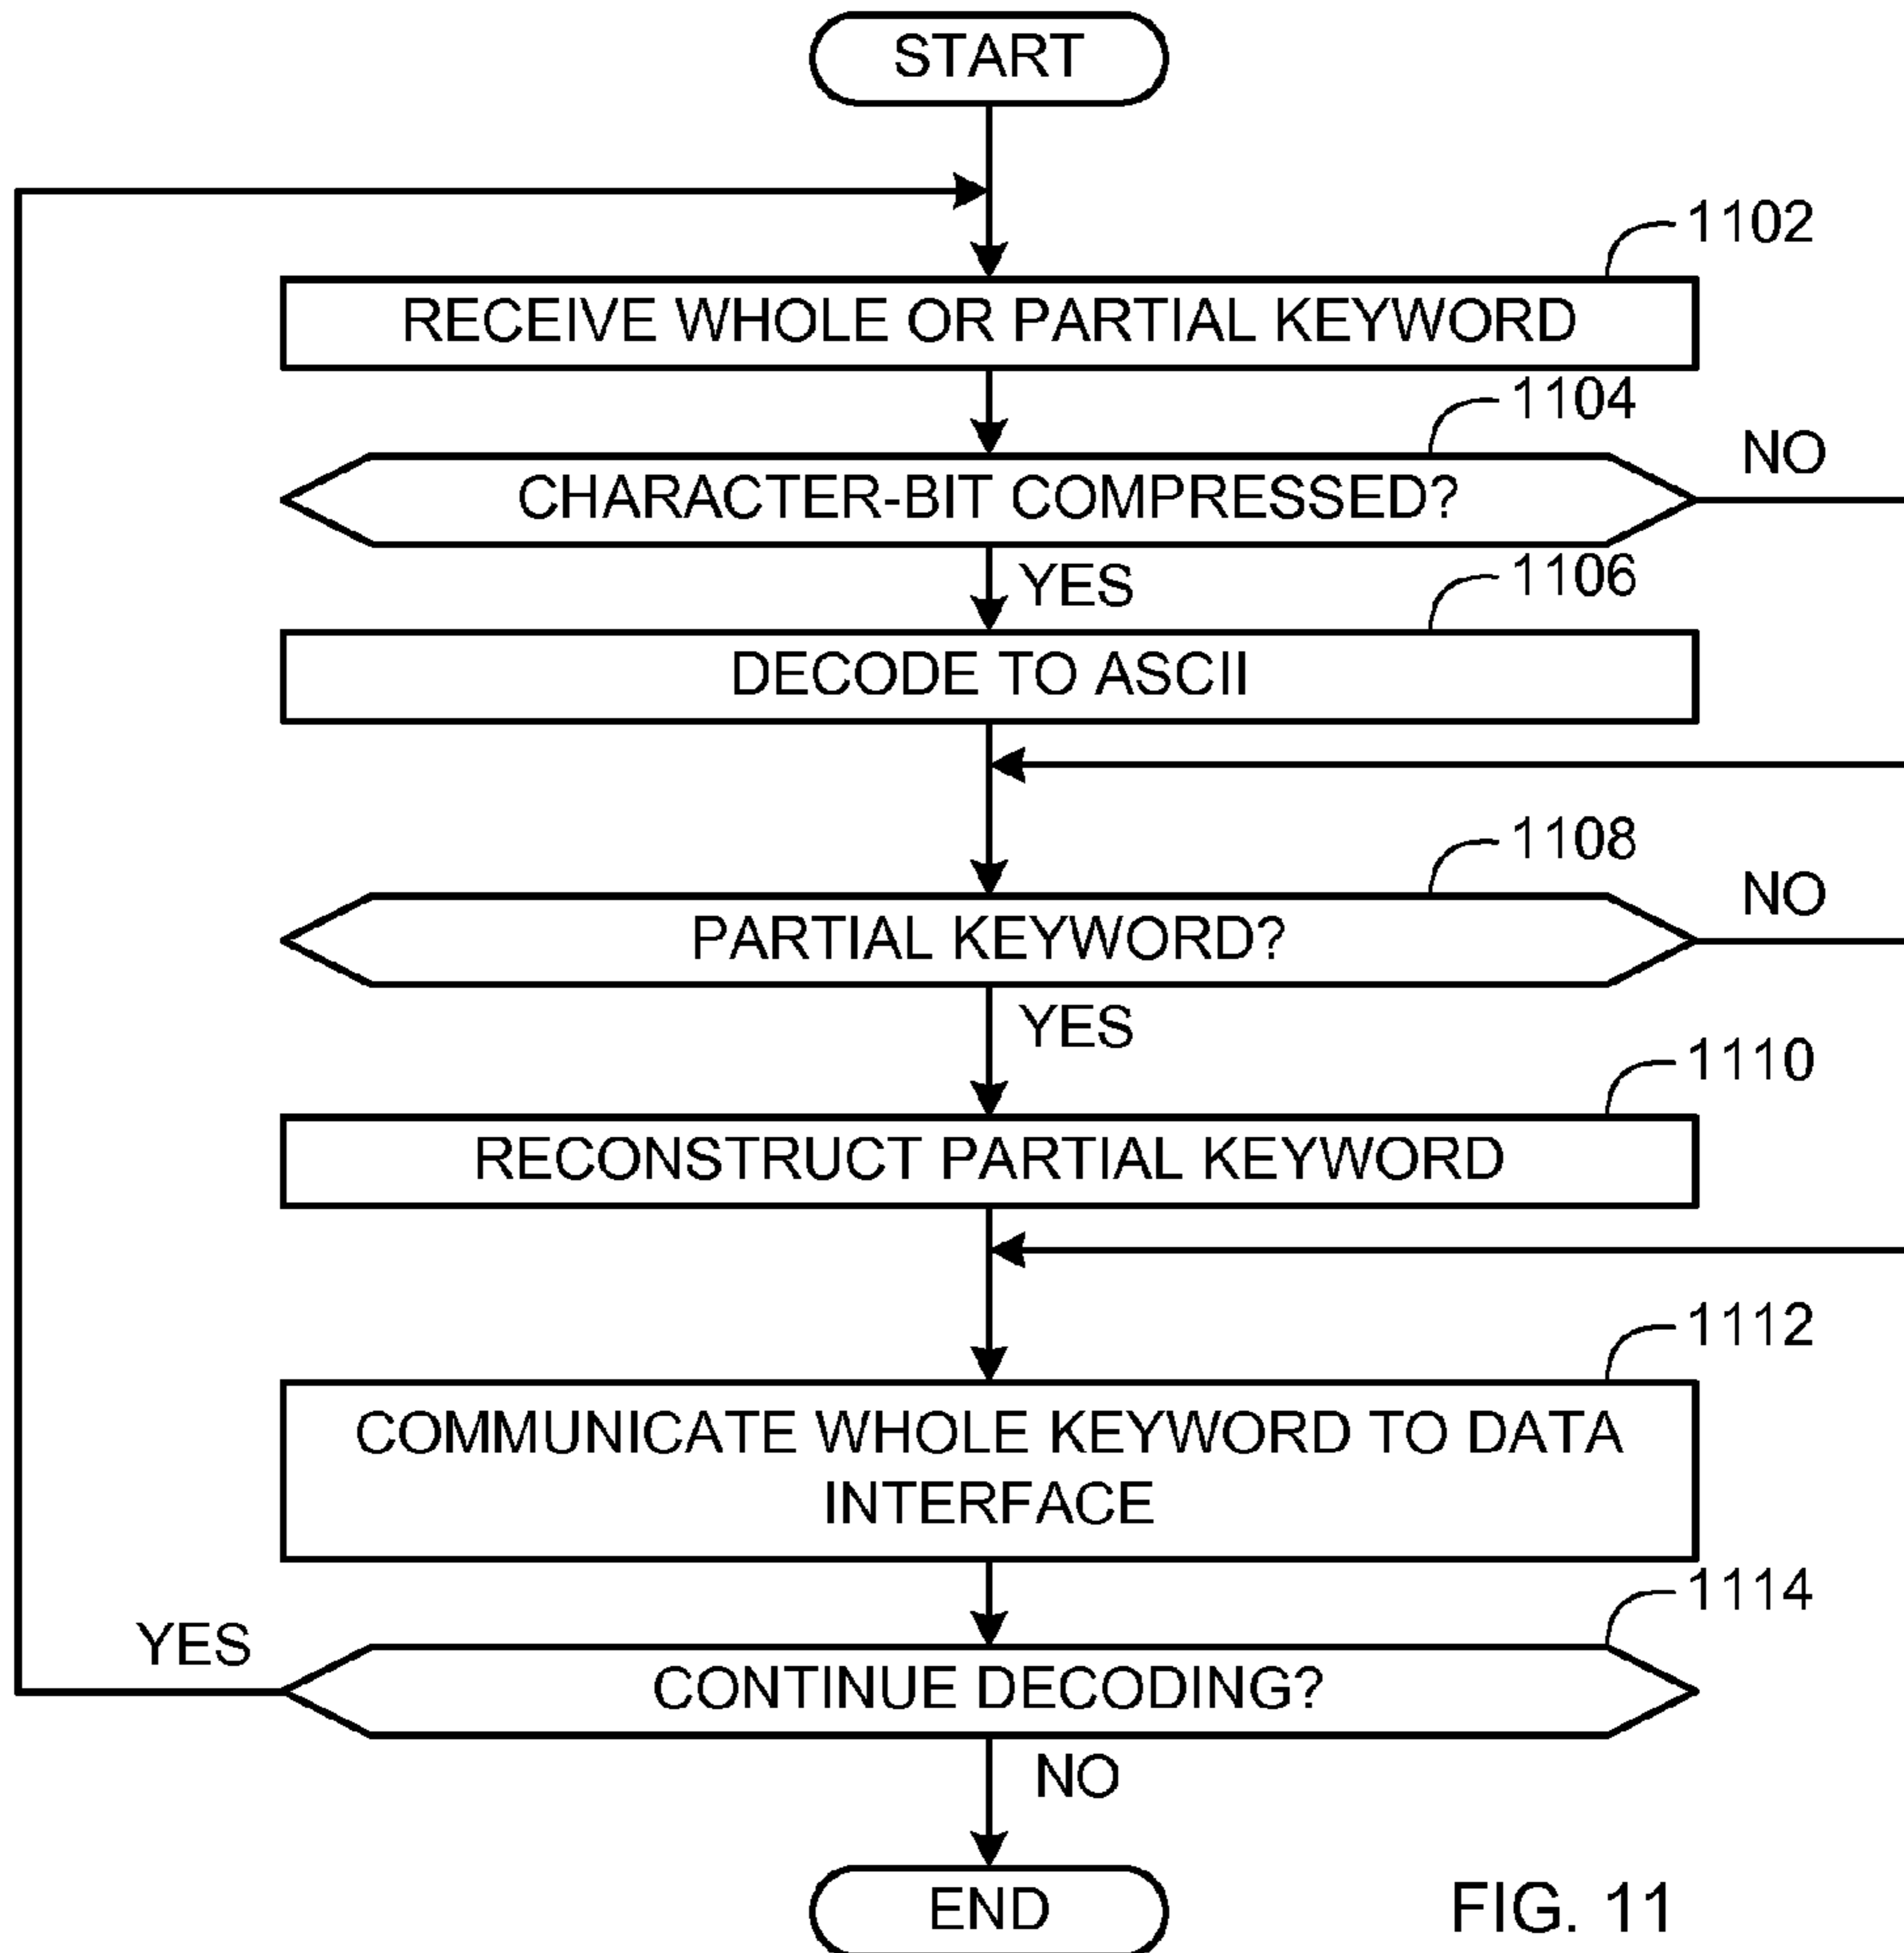 START
1102
RECEIVE WHOLE OR PARTIAL KEYWORD
1104
CHARACTER-BIT COMPRESSED?
NO
YES
1106
DECODE TO ASCII
1108
PARTIAL KEYWORD?
NO
YES
1110
RECONSTRUCT PARTIAL KEYWORD
1112
COMMUNICATE WHOLE KEYWORD TO DATA
INTERFACE
1114
YES
CONTINUE DECODING?
NO
END
FIG. 11